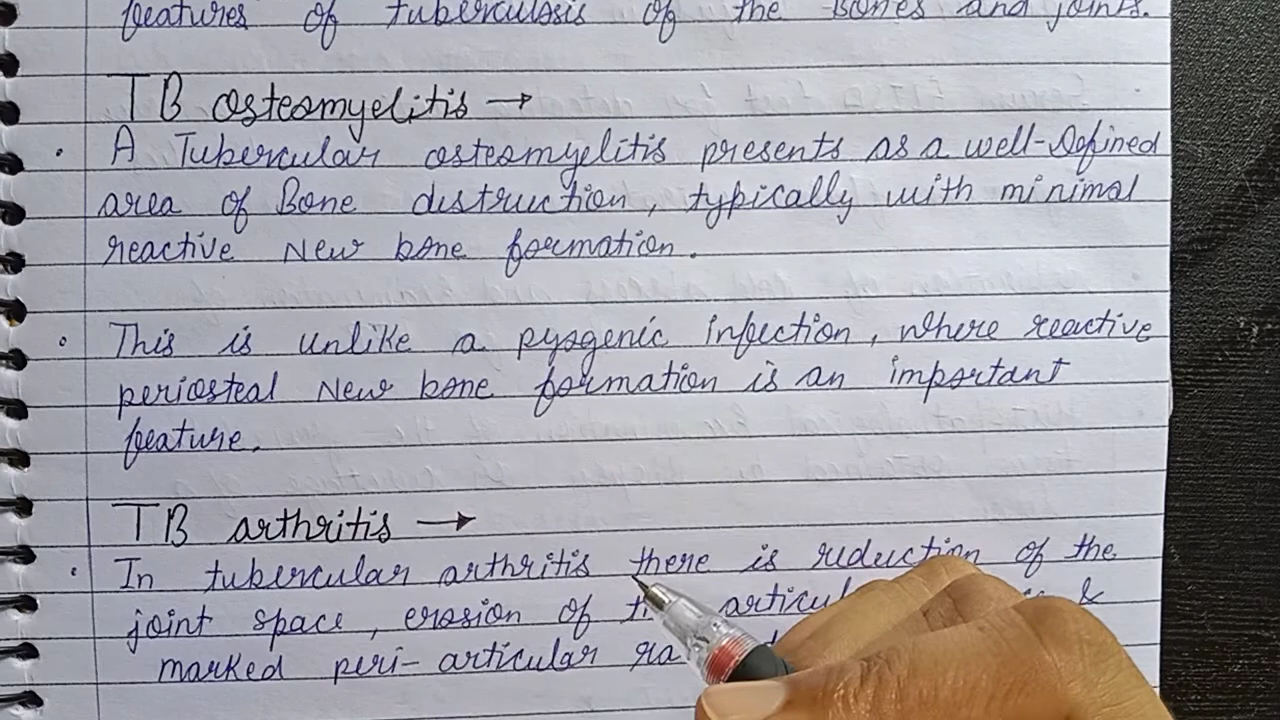 features of tuberculosis of the Bones and joints.
TB osteomyelitis →
• A Tubercular osteomyelitis presents as a well-Defined
area of Bone destruction, typically with minimal
reactive New bone formation.
• This is unlike a pyogenic infection, where reactive
periosteal New bone formation is an important
feature.
TB arthritis →
• In tubercular arthritis there is reduction of the
joint space, erosion of &
marked peri-articular